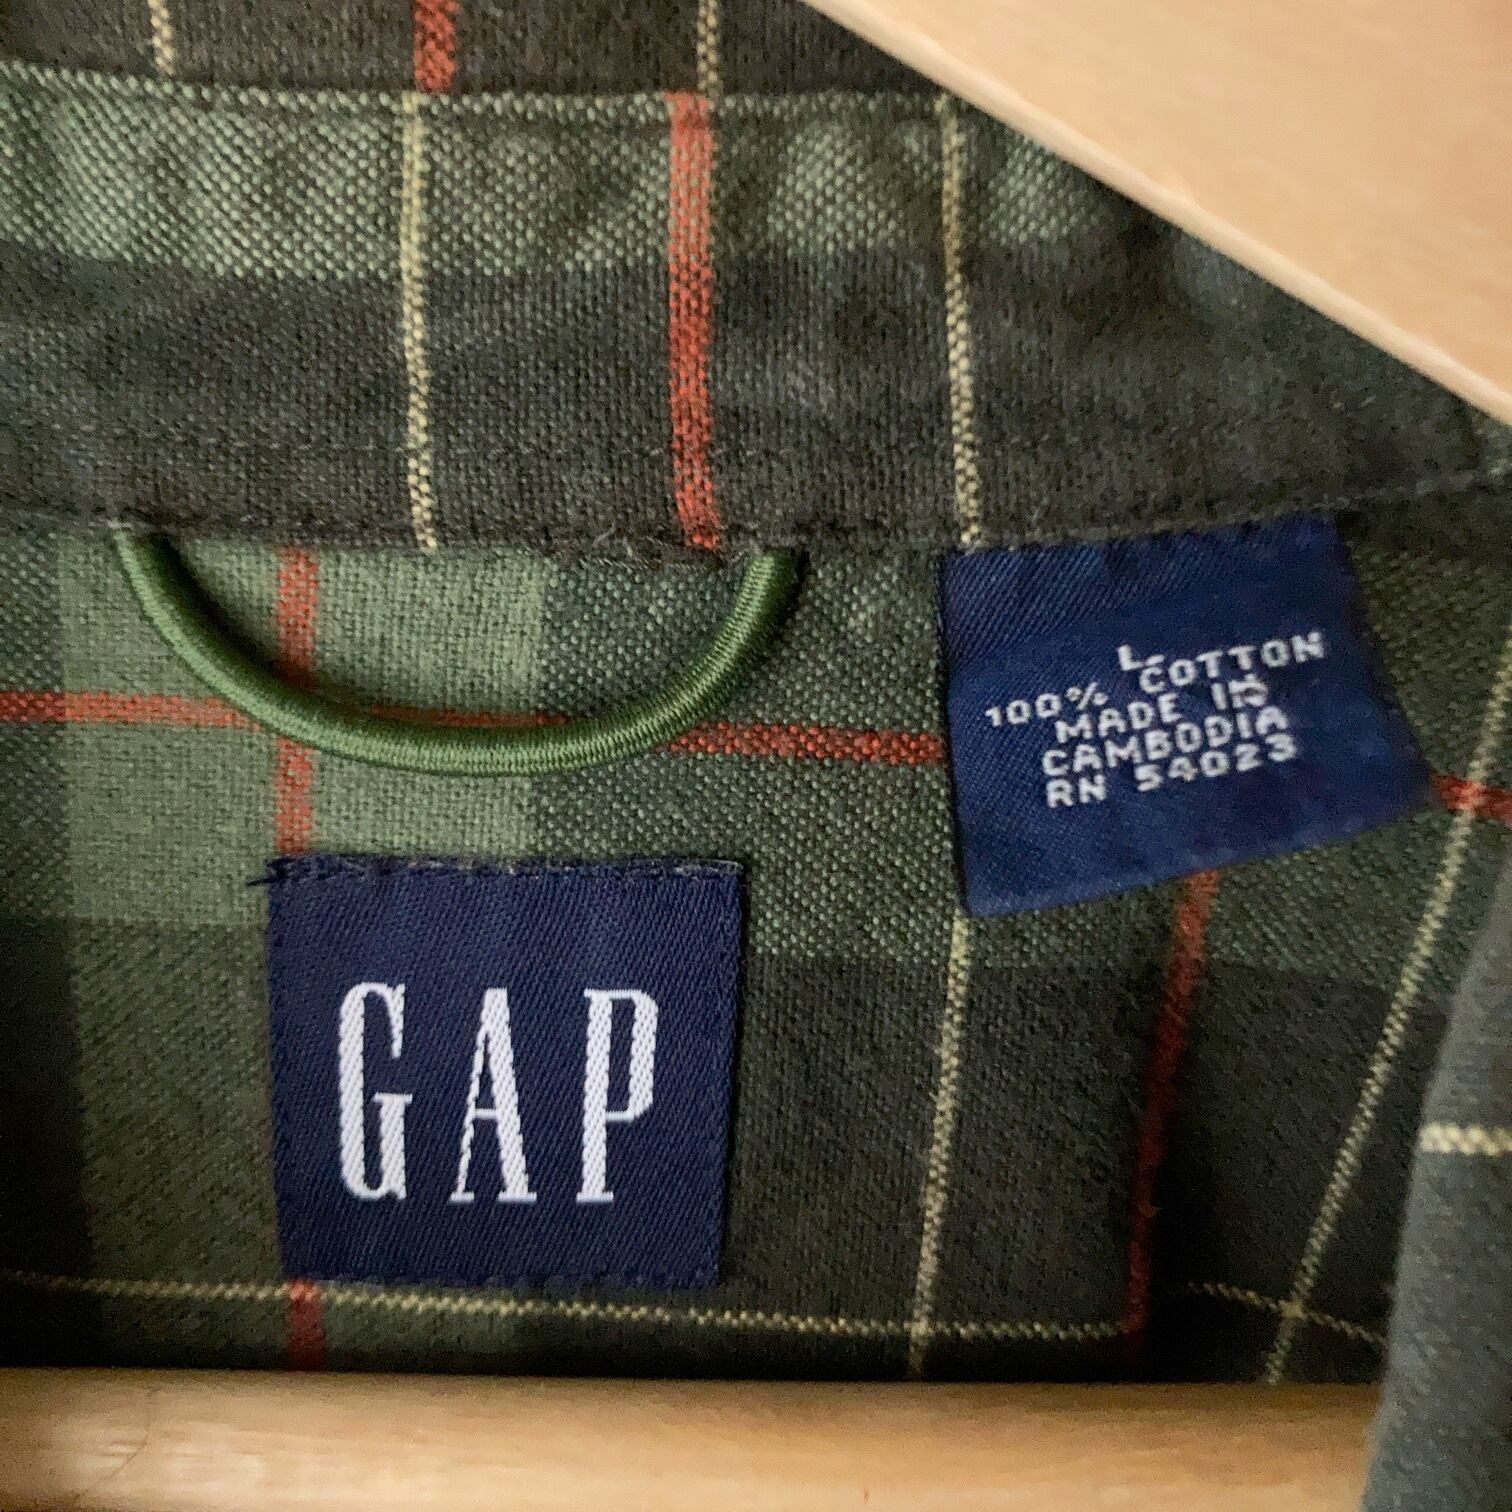 L
100% COTTON
MADE IN
CAMBODIA
RN 54023
GAP